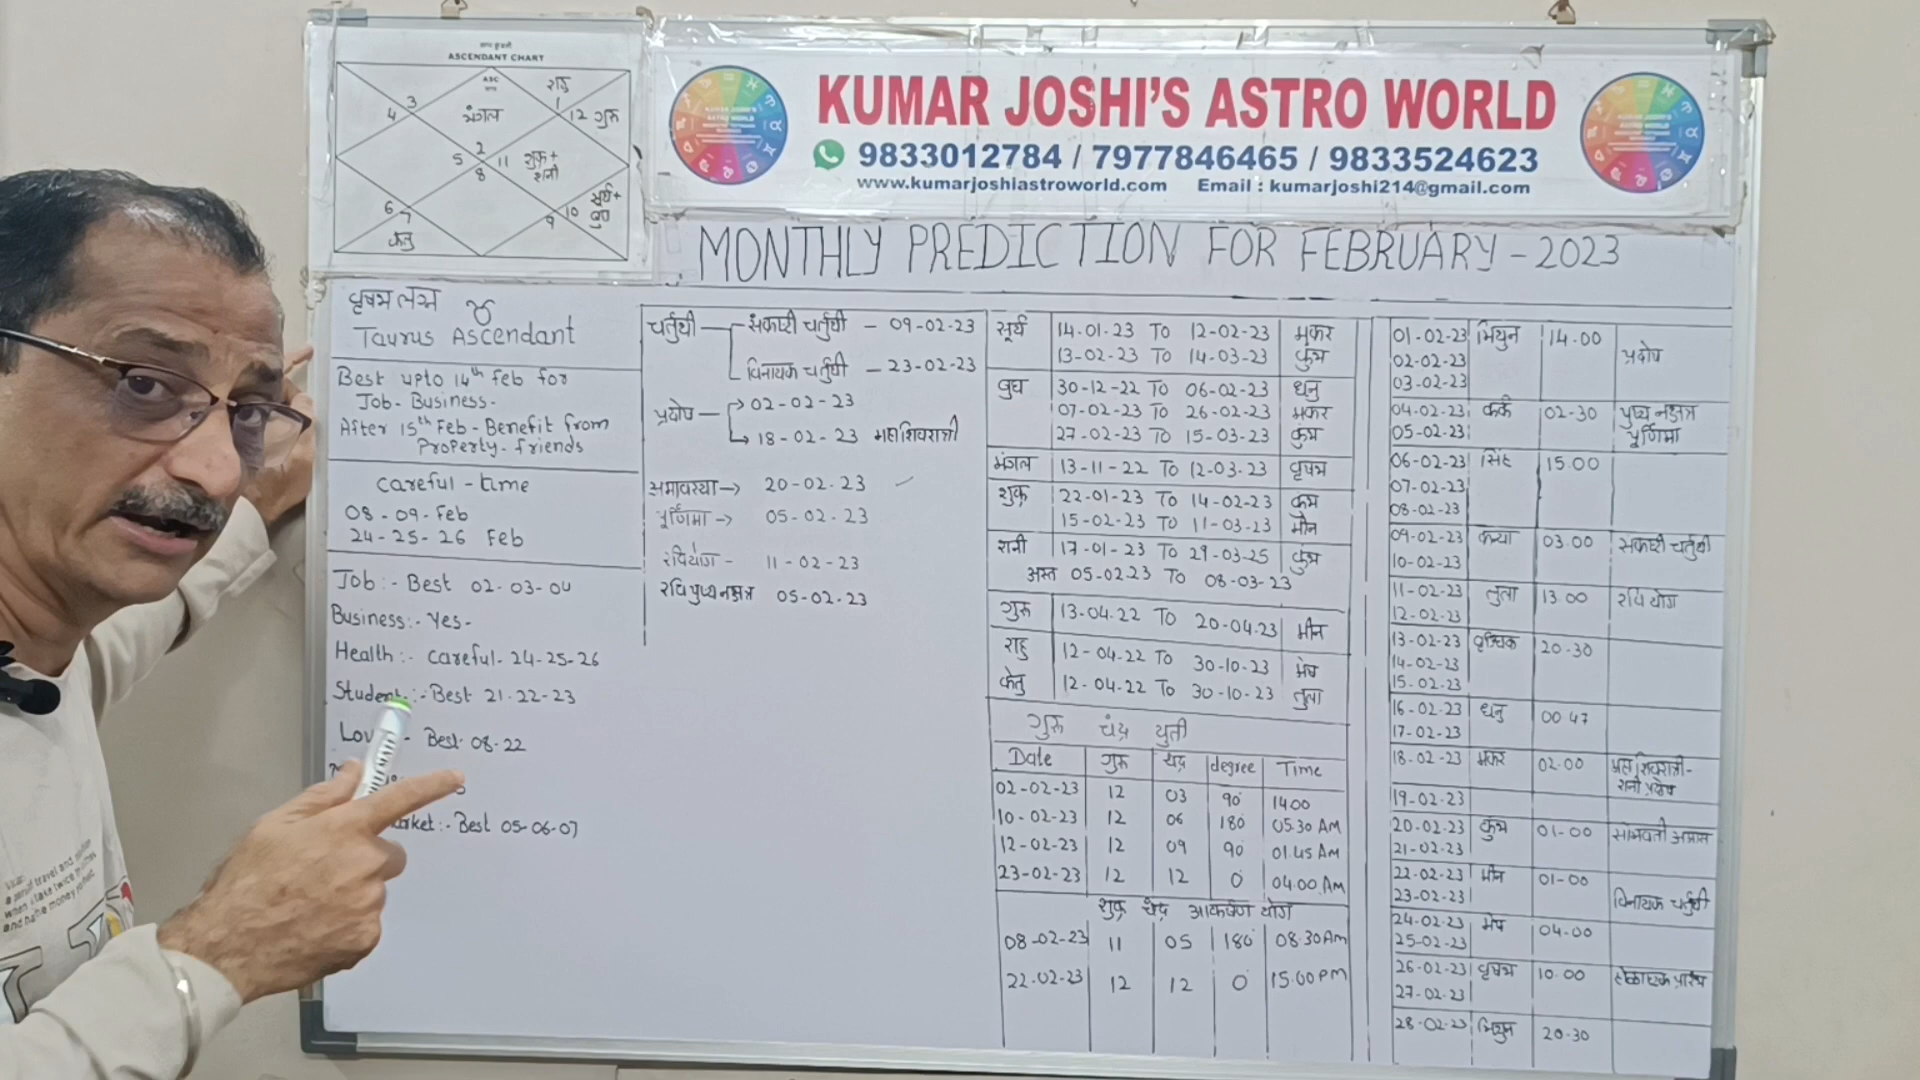 लग्न कुंडली
ASCENDANT CHART
ASC
लग्न
राहु
3
1
4
मंगल
12 गुरु
2
5
11 शुक्र+
शनी
8
सूर्य+
6
10
बुध
7
9
केतु
KUMAR JOSHI'S ASTRO WORLD
9833012784 / 7977846465 / 9833524623
www.kumarjoshiastroworld.com Email : kumarjoshi214@gmail.com
MONTHLY PREDICTION FOR FEBRUARY - 2023
वृषभ लग्न ♉
Taurus Ascendant
Best upto 14th feb for
Job- Business-
After 15th Feb - Benefit from
Property- friends
Careful - time
08 - 09 - Feb
24 - 25 - 26 Feb
Job :- Best 02-03-04
Business:- Yes-
Health :- Careful- 24-25-26
Student :- Best 21-22-23
Best 08-22
Best 05-06-07
चर्तुथी
संकष्टी चर्तुथी - 09-02-23
विनायक चर्तुथी - 23-02-23
प्रदोष
02-02-23
18-02-23 महाशिवरात्री
अमावस्या → 20-02-23
पूर्णिमा → 05-02-23
रवियोग - 11-02-23
रवि पुष्य नक्षत्र 05-02-23
सूर्य 14-01-23 TO 12-02-23 मकर
13-02-23 TO 14-03-23 कुंभ
बुध 30-12-22 TO 06-02-23 धनु
07-02-23 TO 26-02-23 मकर
27-02-23 TO 15-03-23 कुंभ
मंगल 13-11-22 TO 12-03-23 वृषभ
शुक्र 22-01-23 TO 14-02-23 कुंभ
15-02-23 TO 11-03-23 मीन
शनी 17-01-23 TO 29-03-25 कुंभ
अस्त 05-02-23 TO 08-03-23
गुरु 13-04-22 TO 20-04-23 मीन
राहु 12-04-22 TO 30-10-23 मेष
केतु 12-04-22 TO 30-10-23 तुला
गुरु चंद्र युती
Date गुरु चंद्र degree Time
02-02-23 12 03 90 14.00
10-02-23 12 06 180 05.30 AM
12-02-23 12 09 90 01.45 AM
23-02-23 12 12 0 04.00 AM
शुक्र चंद्र आकर्षण योग
08-02-23 11 05 180 08.30 Am
22-02-23 12 12 0 15.00 PM
01-02-23 मिथुन 14.00
02-02-23 प्रदोष
03-02-23
04-02-23 कर्क 02-30 पुष्य नक्षत्र
05-02-23 पूर्णिमा
06-02-23 सिंह 15.00
07-02-23
08-02-23
09-02-23 कन्या 03.00 संकष्टी चर्तुथी
10-02-23
11-02-23 तुला 13.00 रवि योग
12-02-23
13-02-23 वृश्चिक 20-30
14-02-23
15-02-23
16-02-23 धनु 00 47
17-02-23
18-02-23 मकर 02.00 महाशिवरात्री-
शनी प्रदोष
19-02-23
20-02-23 कुंभ 01-00 सोमवती अमास
21-02-23
22-02-23 मीन 01-00
23-02-23 विनायक चर्तुथी
24-02-23 मेष 04-00
25-02-23
26-02-23 वृषभ 10.00
27-02-23
28-02-23 मिथुन 20-30